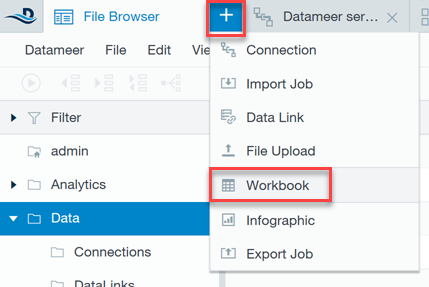 File Browser
+
Datameer ser...
Datameer File Edit
Connection
Import Job
Data Link
File Upload
Workbook
Infographic
Export Job
Filter
admin
Analytics
Data
Connections
DataLinks